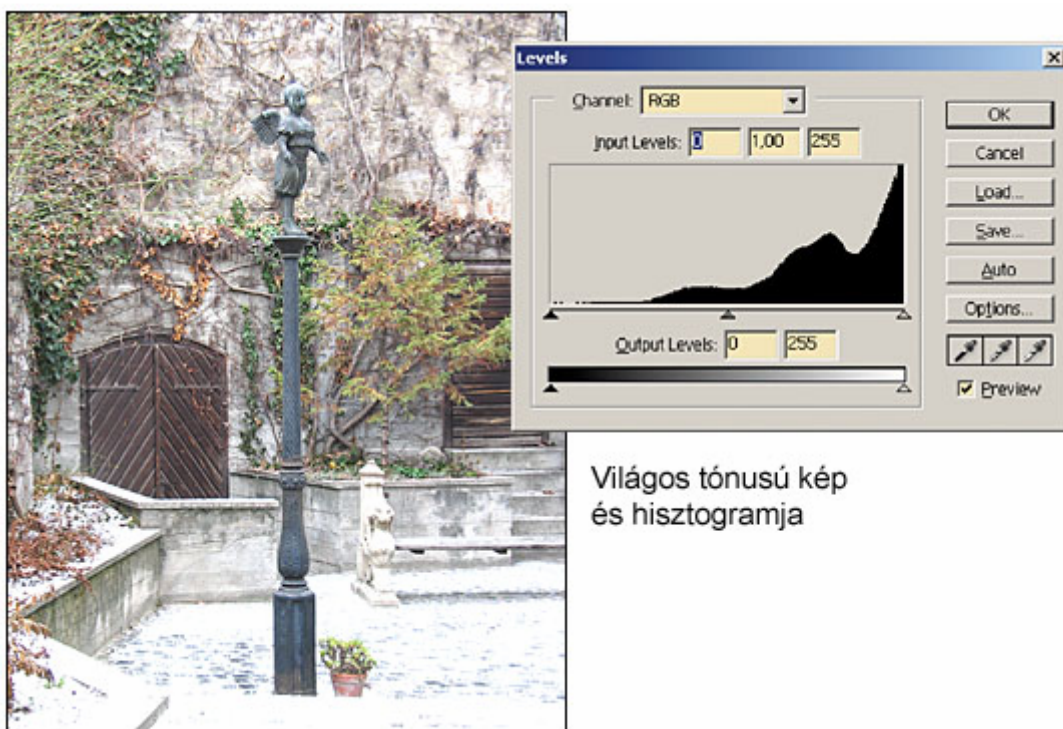 Levels
Channel: RGB
Input Levels: 0 1,00 255
Output Levels: 0 255
OK
Cancel
Load...
Save...
Auto
Options...
Preview
Világos tónusú kép
és hisztogramja